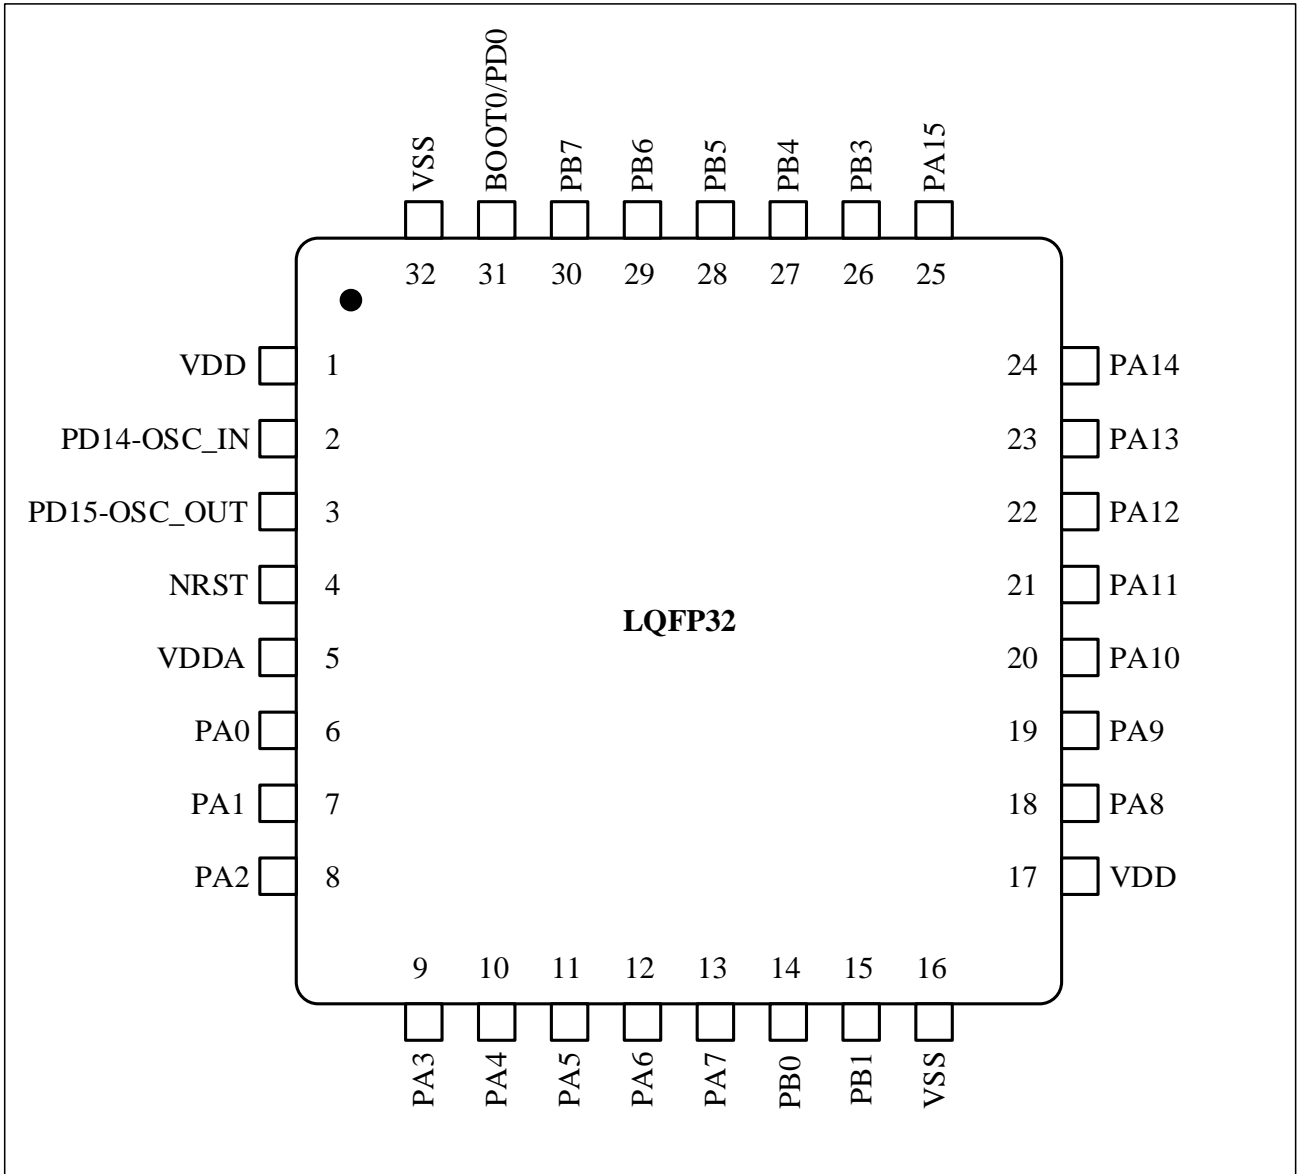 VSS BOOT0/PD0 PB7 PB6 PB5 PB4 PB3 PA15
32 31 30 29 28 27 26 25
VDD 1 24 PA14
PD14-OSC_IN 2 23 PA13
PD15-OSC_OUT 3 22 PA12
NRST 4 21 PA11
LQFP32
VDDA 5 20 PA10
PA0 6 19 PA9
PA1 7 18 PA8
PA2 8 17 VDD
9 10 11 12 13 14 15 16
PA3 PA4 PA5 PA6 PA7 PB0 PB1 VSS